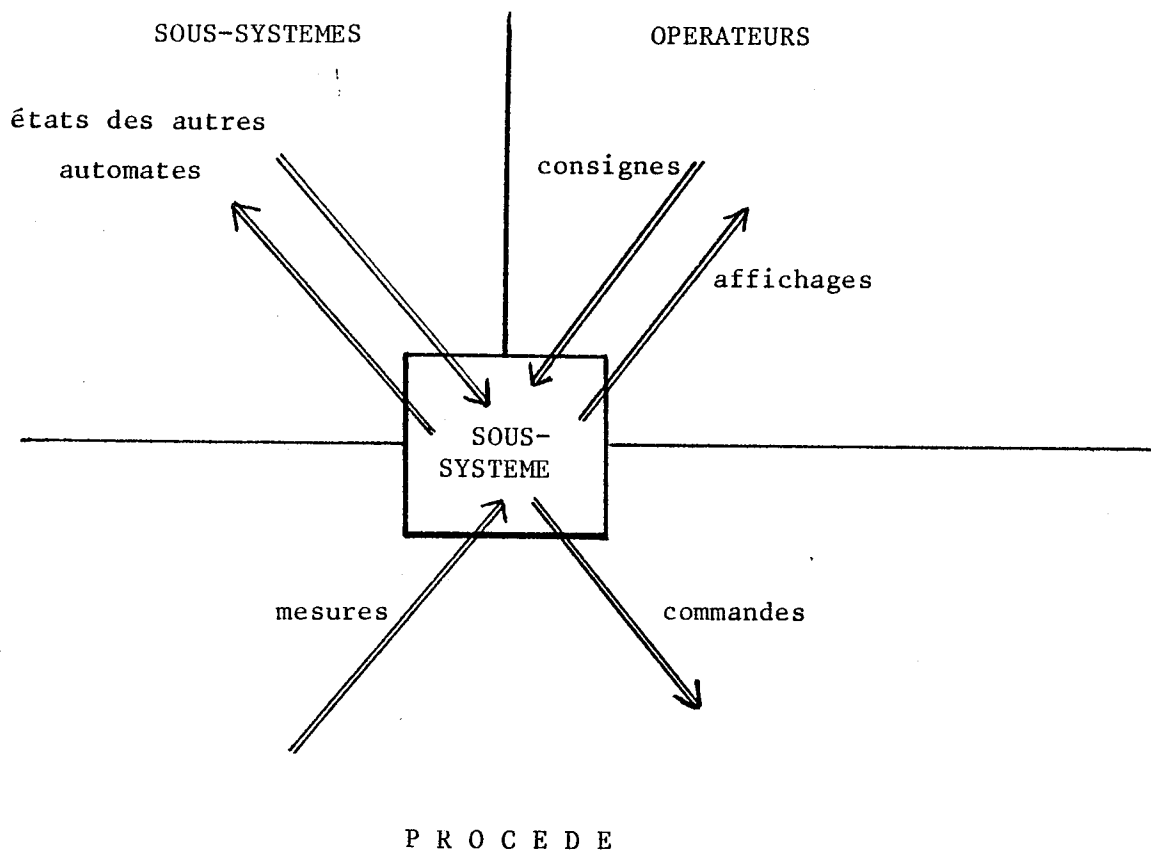 SOUS-SYSTEMES
OPERATEURS
états des autres
automates
consignes
affichages
SOUS-
SYSTEME
mesures
commandes
P R O C E D E